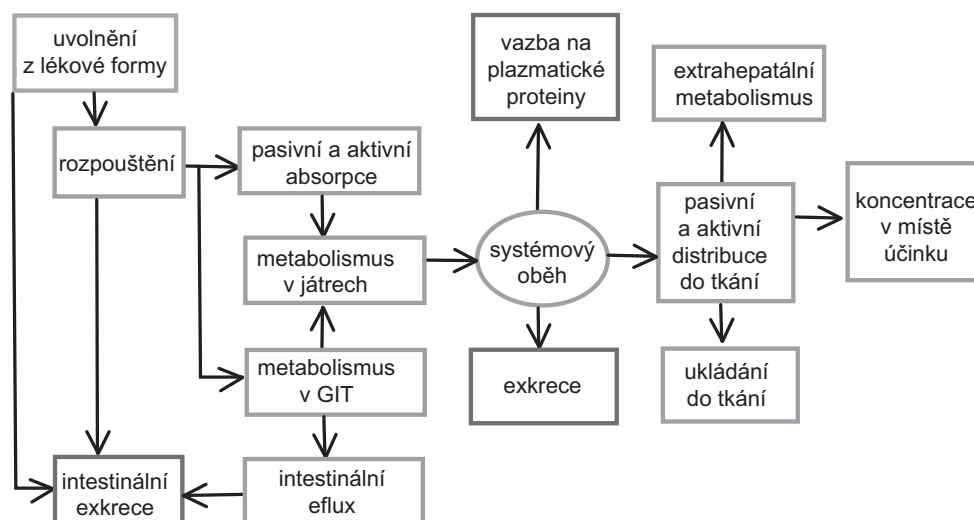 uvolnění
z lékové formy
rozpouštění
pasivní a aktivní
absorpce
metabolismus
v játrech
metabolismus
v GIT
intestinální
exkrece
intestinální
eflux
vazba na
plazmatické
proteiny
systémový
oběh
exkrece
extrahepatální
metabolismus
pasivní
a aktivní
distribuce
do tkání
ukládání
do tkání
koncentrace
v místě
účinku